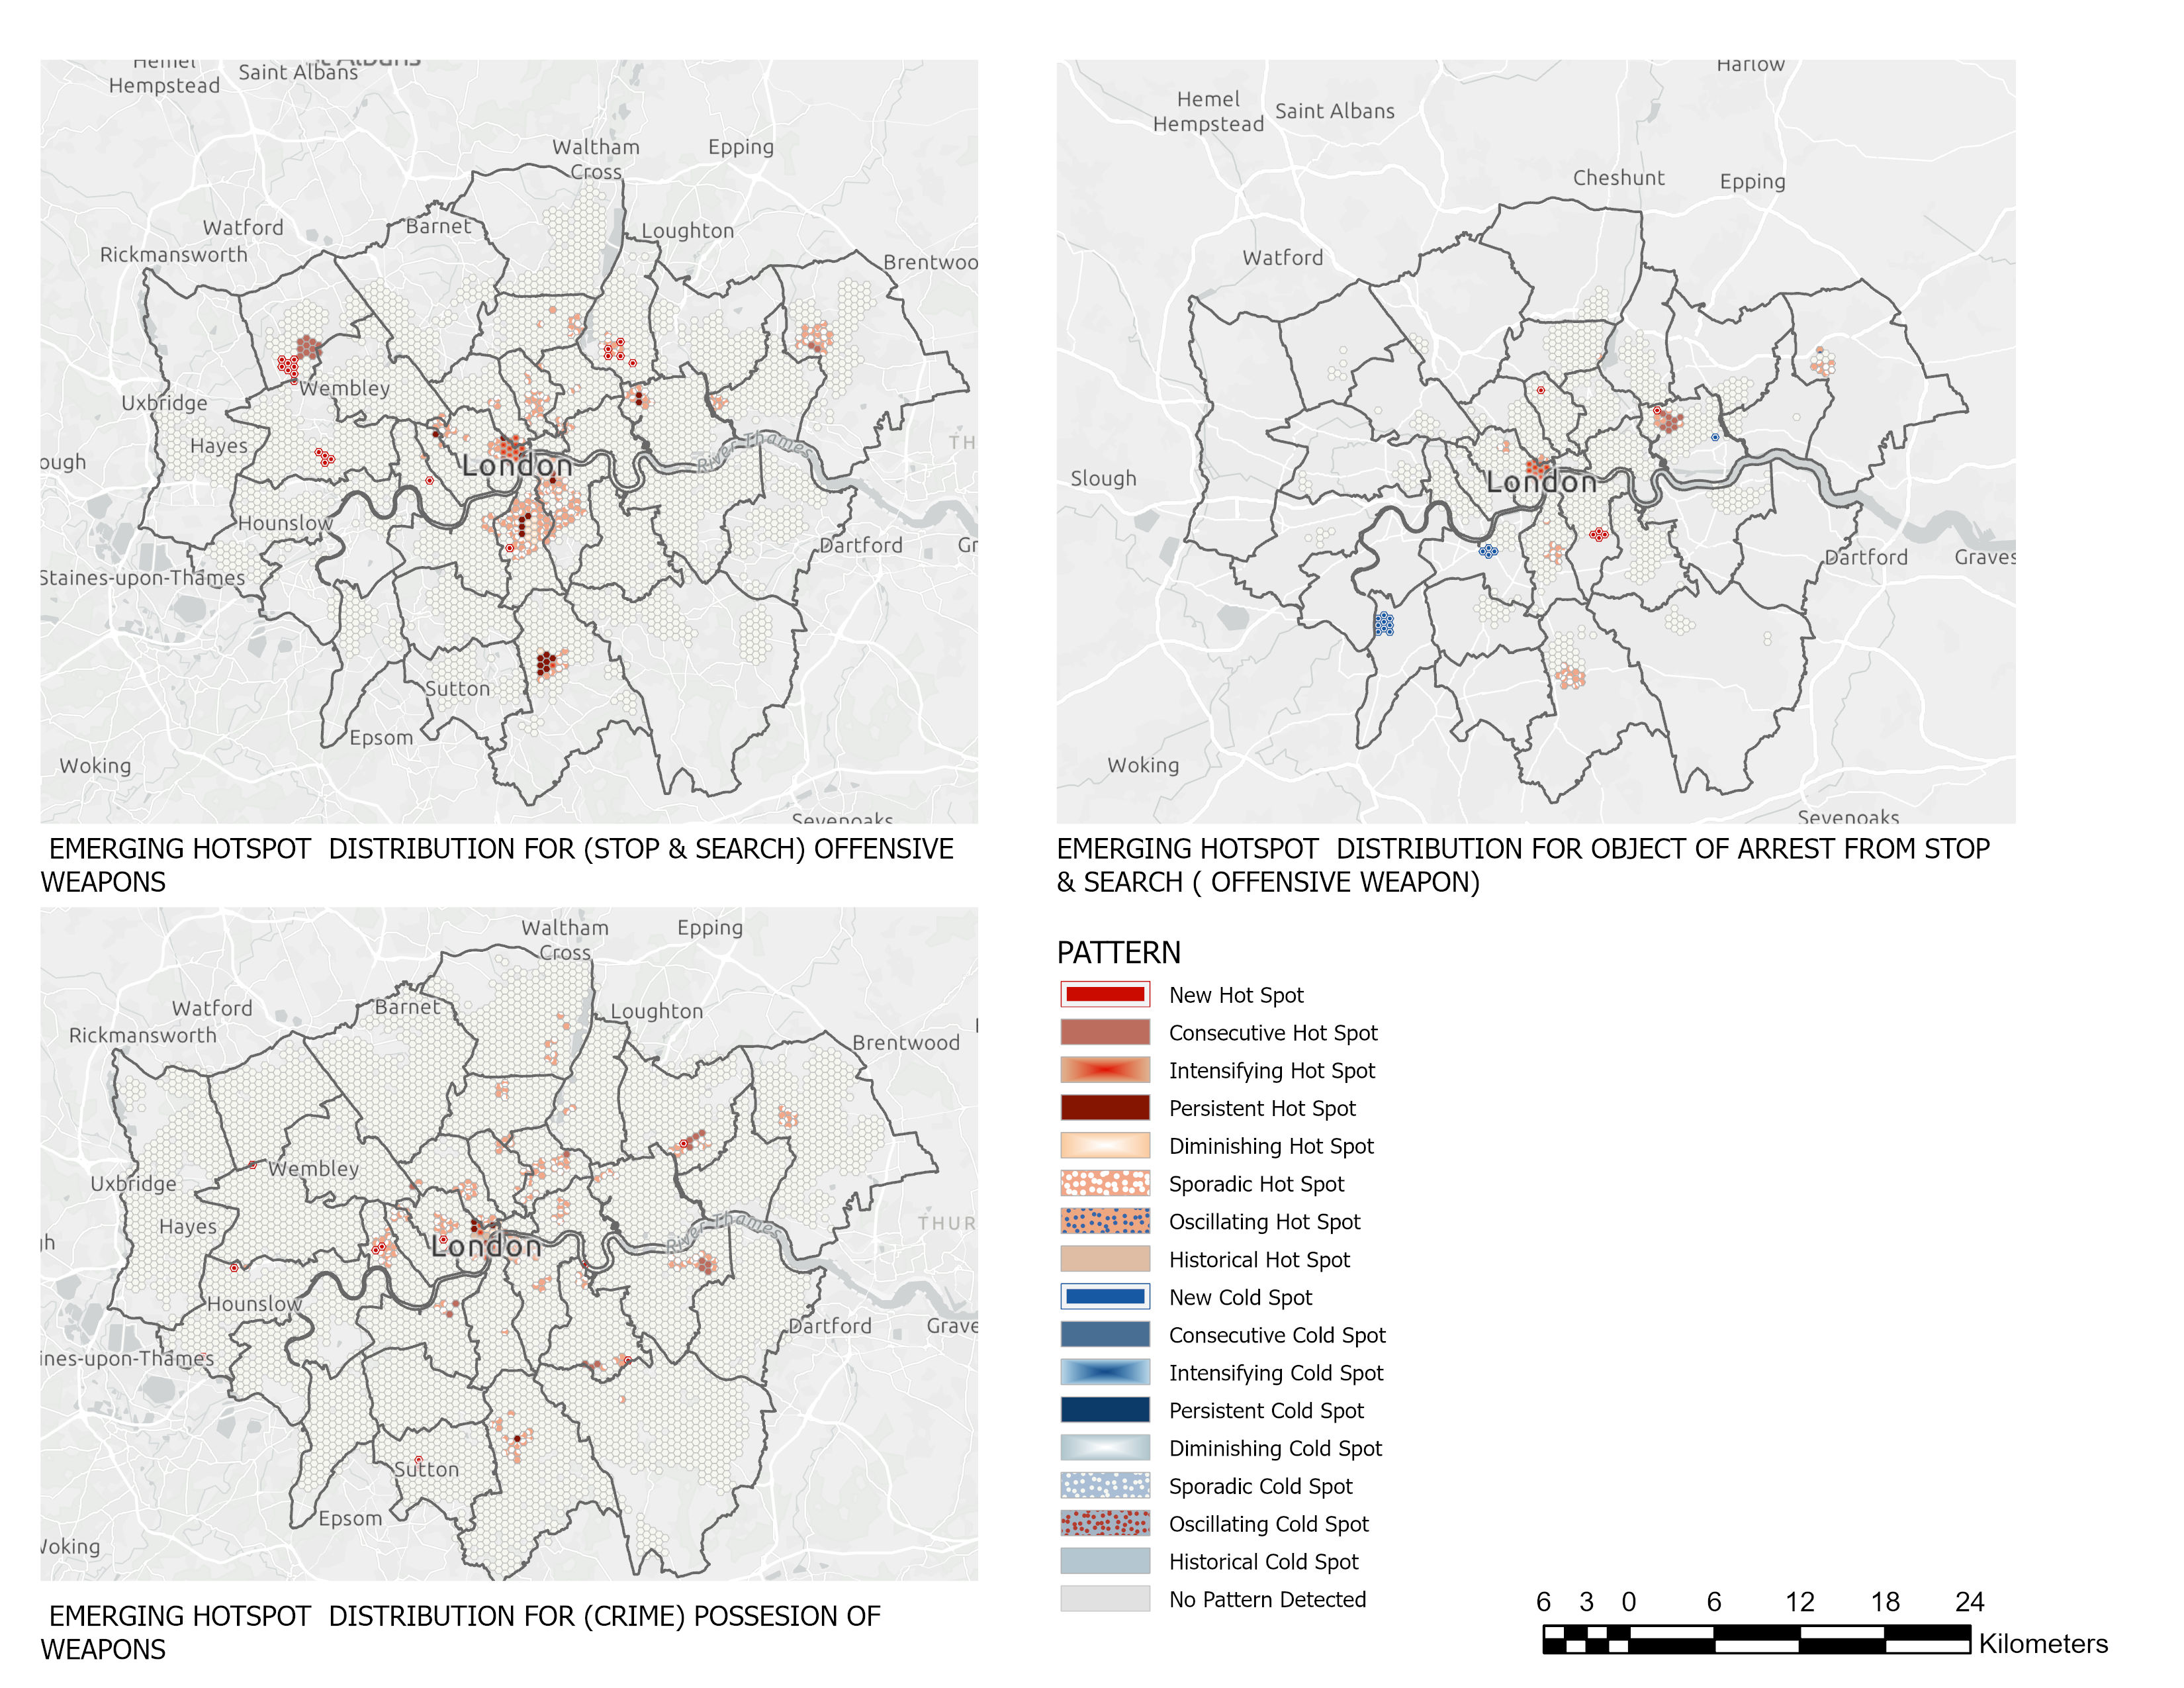 Hemel
Hempstead
Saint Albans
Waltham
Cross
Epping
Watford
Barnet
Loughton
Rickmansworth
Brentwoo
Wembley
Uxbridge
Hayes
London
River Thames
TH
ough
Hounslow
Dartford
Gr
Staines-upon-Thames
Sutton
Epsom
Woking
Sevenoaks
EMERGING HOTSPOT DISTRIBUTION FOR (STOP & SEARCH) OFFENSIVE
WEAPONS
Harlow
Hemel
Hempstead
Saint Albans
Cheshunt
Epping
Watford
Slough
London
Dartford
Graves
Woking
Sevenoaks
EMERGING HOTSPOT DISTRIBUTION FOR OBJECT OF ARREST FROM STOP
& SEARCH ( OFFENSIVE WEAPON)
Waltham
Cross
Epping
Watford
Barnet
Loughton
Rickmansworth
Brentwood
Wembley
Uxbridge
Hayes
THUR
London
River Thames
gh
Hounslow
Dartford
Grave
ines-upon-Thames
Sutton
Epsom
Woking
EMERGING HOTSPOT DISTRIBUTION FOR (CRIME) POSSESION OF
WEAPONS
PATTERN
New Hot Spot
Consecutive Hot Spot
Intensifying Hot Spot
Persistent Hot Spot
Diminishing Hot Spot
Sporadic Hot Spot
Oscillating Hot Spot
Historical Hot Spot
New Cold Spot
Consecutive Cold Spot
Intensifying Cold Spot
Persistent Cold Spot
Diminishing Cold Spot
Sporadic Cold Spot
Oscillating Cold Spot
Historical Cold Spot
No Pattern Detected
6 3 0 6 12 18 24
Kilometers